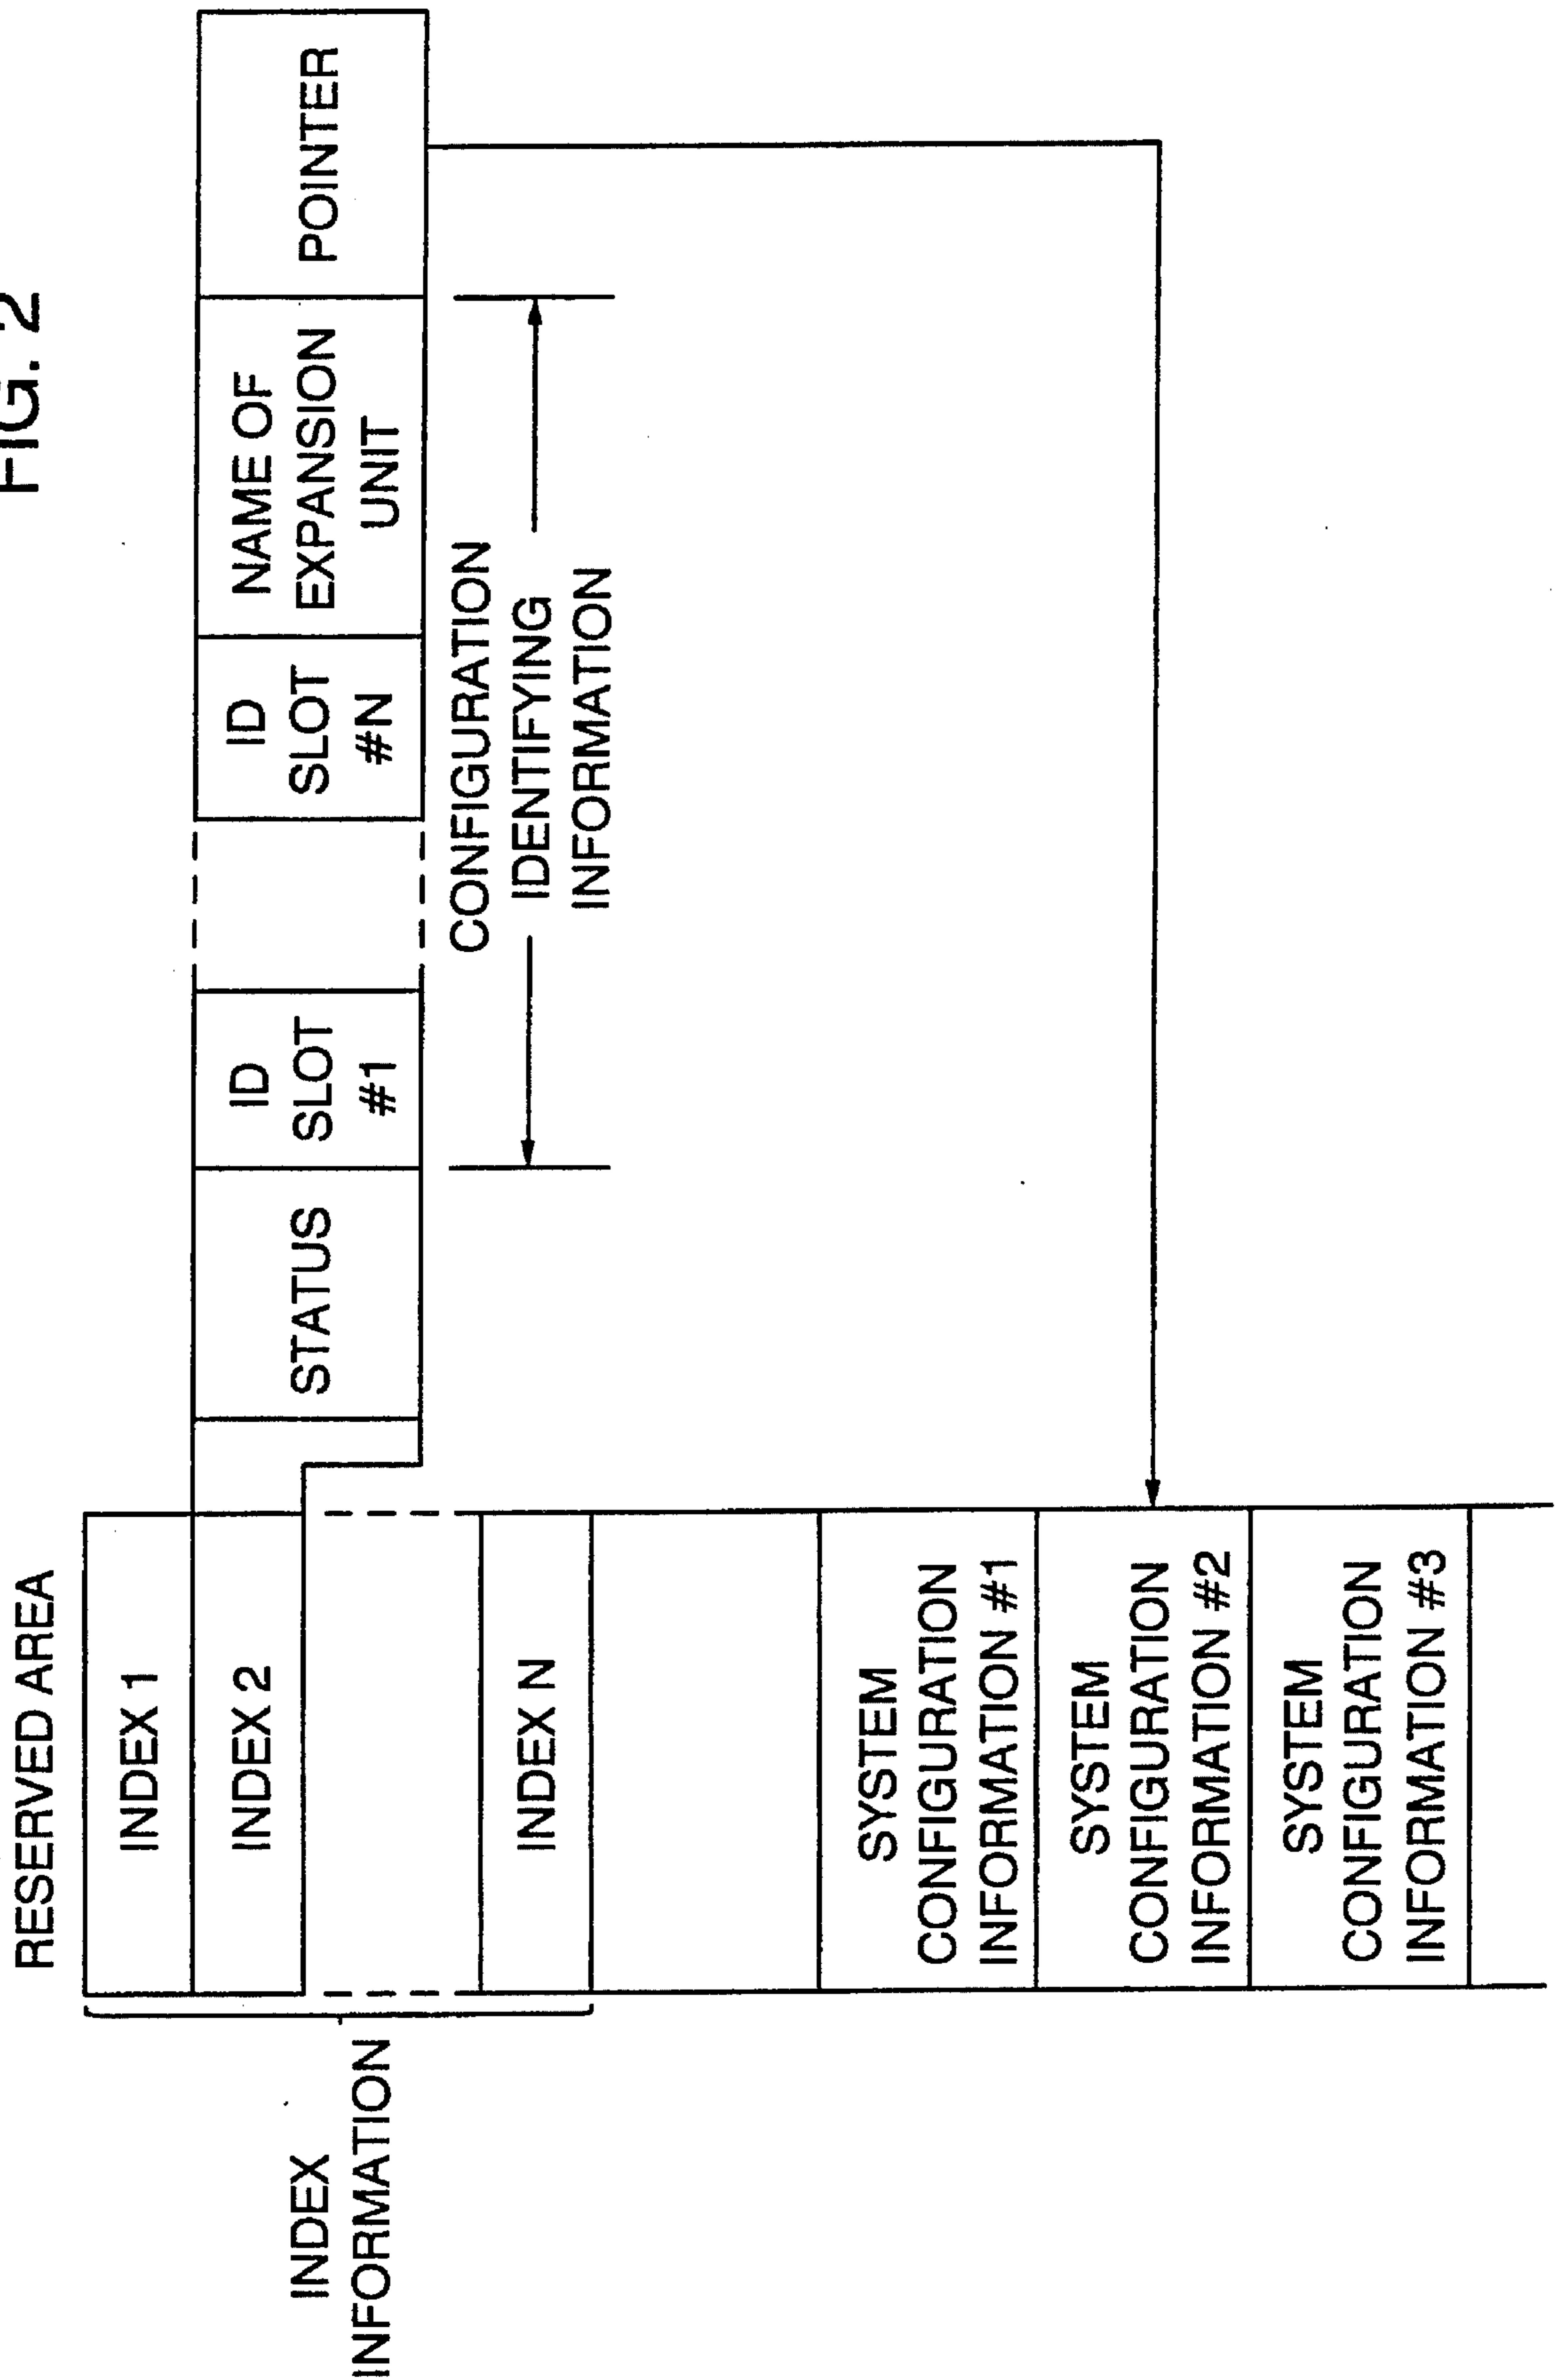 FIG. 2
RESERVED AREA
INDEX 1
INDEX 2
INDEX N
INDEX
INFORMATION
STATUS
ID
SLOT
#1
ID
SLOT
#N
NAME OF
EXPANSION
UNIT
POINTER
CONFIGURATION
IDENTIFYING
INFORMATION
SYSTEM
CONFIGURATION
INFORMATION #1
SYSTEM
CONFIGURATION
INFORMATION #2
SYSTEM
CONFIGURATION
INFORMATION #3